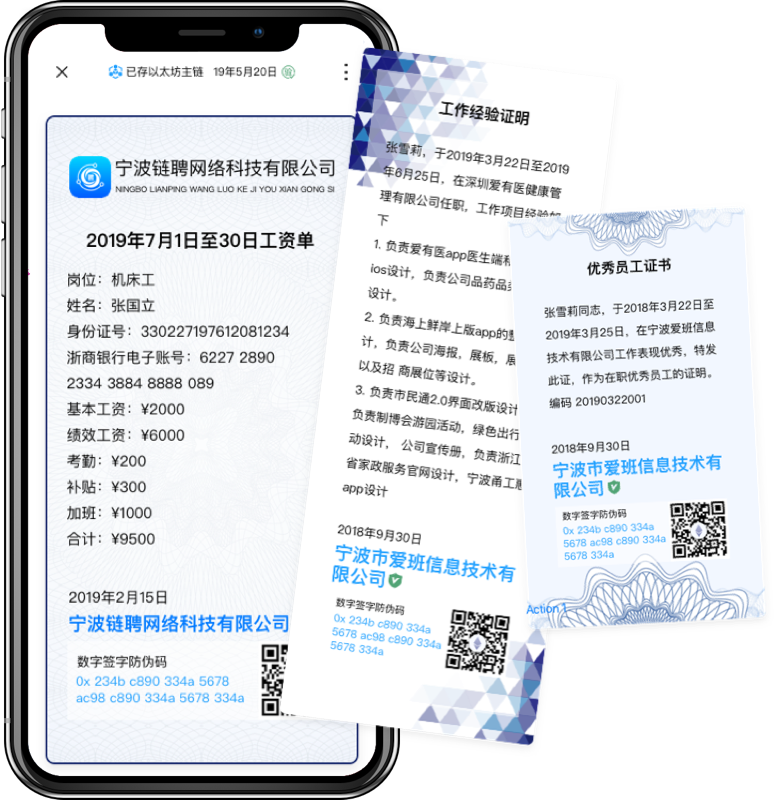 已存以太坊主链 19年5月20日
宁波链聘网络科技有限公司
NINGBO LIANPING WANG LUO KE JI YOU XIAN GONG SI
2019年7月1日至30日工资单
岗位：机床工
姓名：张国立
身份证号：330227197612081234
浙商银行电子账号：6227 2890
2334 3884 8888 089
基本工资：¥2000
绩效工资：¥6000
考勤：¥200
补贴：¥300
加班：¥1000
合计：¥9500
2019年2月15日
宁波链聘网络科技有限公司
数字签字防伪码
0x 234b c890 334a 5678
ac98 c890 334a 5678 334a
工作经验证明
张雪莉，于2019年3月22日至2019
年6月25日，在深圳爱有医健康管
理有限公司任职，工作项目经验如
下
1. 负责爱有医app医生端和
ios设计，负责公司品药品类
设计。
2. 负责海上鲜岸上版app的整
计，负责公司海报，展板，展
以及招 商展位等设计。
3. 负责市民通2.0界面改版设计
负责制博会游园活动，绿色出行
动设计， 公司宣传册，负责浙江
省家政服务官网设计，宁波甬工惠
app设计
2018年9月30日
宁波市爱班信息技术有
限公司
数字签字防伪码
0x 234b c890 334a
5678 ac98 c890 334a
5678 334a
优秀员工证书
张雪莉同志，于2018年3月22日至
2019年3月25日，在宁波爱班信息
技术有限公司工作表现优秀，特发
此证，作为在职优秀员工的证明。
编码 20190322001
2018年9月30日
宁波市爱班信息技术有
限公司
数字签字防伪码
0x 234b c890 334a
5678 ac98 c890 334a
5678 334a
Action 1